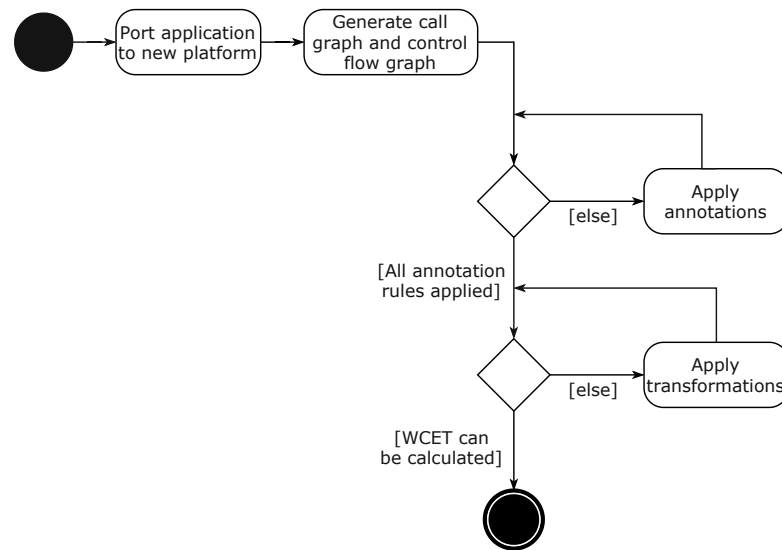 Port application
to new platform
Generate call
graph and control
flow graph
Apply
annotations
[else]
[All annotation
rules applied]
Apply
transformations
[else]
[WCET can
be calculated]